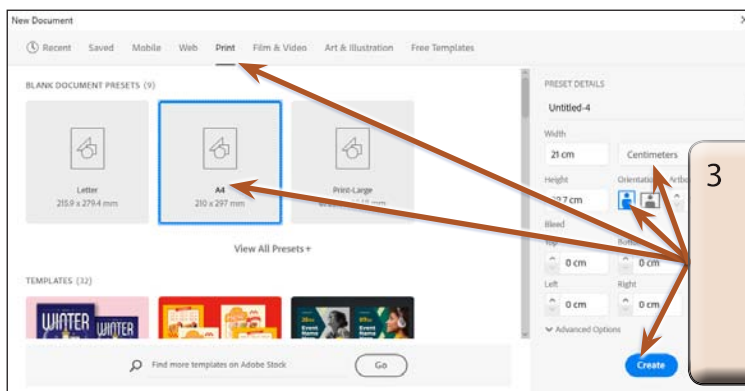 New Document
Recent Saved Mobile Web Print Film & Video Art & Illustration Free Templates
BLANK DOCUMENT PRESETS (9)
Letter
215.9 x 279.4 mm
A4
210 x 297 mm
Print-Large
View All Presets +
TEMPLATES (32)
WINTER WINTER
Event
Name
Event
Name
Find more templates on Adobe Stock
Go
PRESET DETAILS
Untitled-4
Width
21 cm Centimeters
Height Orientation
Bleed
Top
0 cm 0 cm
Left Right
0 cm 0 cm
Advanced Options
Create
3